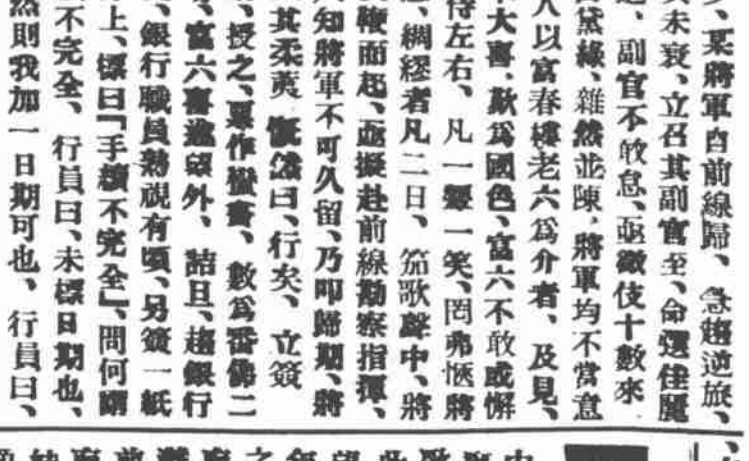 、某將軍自前線歸、急趨逆旅、
未衰、立召其副官至、命選佳麗
、副官不敢怠、亟徵伎十數來
黛綠、雜然並陳、將軍均不當意
人以富春樓老六爲介者、及見、
大喜、歎爲國色、富六不敢或懈
侍左右、凡一顰一笑、罔弗愜將
、綢繆者凡二日、笳歌聲中、將
鞭而起、亟擬赴前線勘察指揮、
知將軍不可久留、乃叩歸期、將
其柔荑 慨然曰、行矣、立簽
、授之、票作 書、數爲番佛二
、富六喜逾望外、詰旦、趨銀行
、銀行職員熟視有頃、另簽一紙
上、標曰「手續不完全」、問何
不完全、行員曰、未標日期也、
然則我加一日期可也、行員曰、